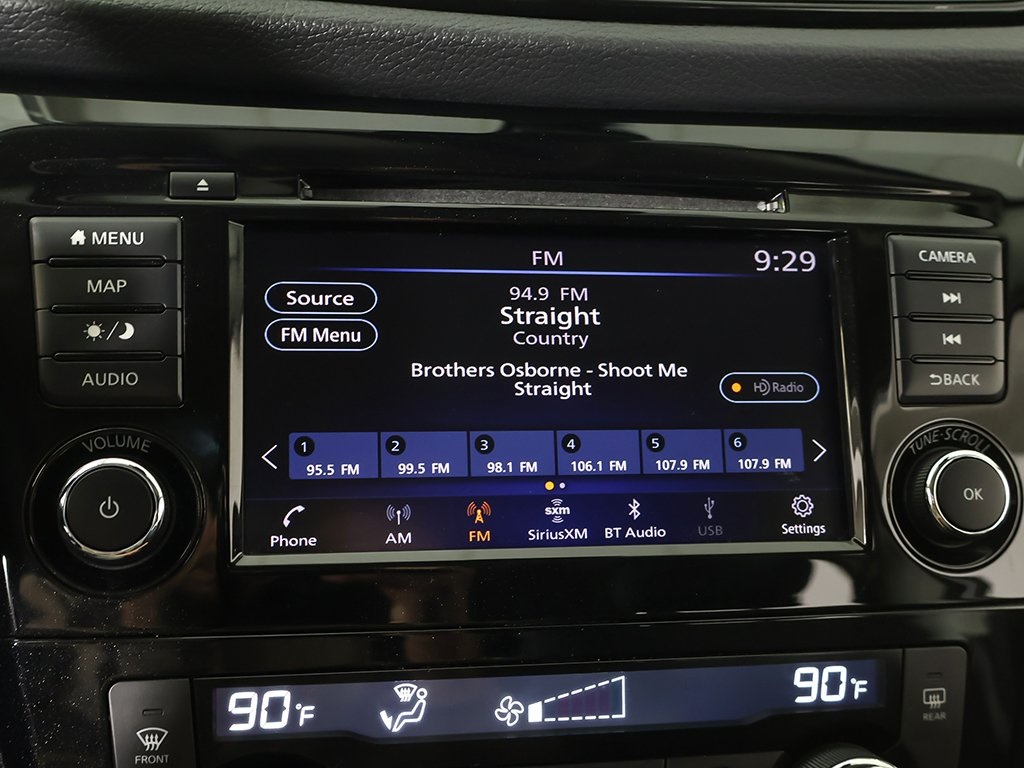 MENU
MAP
AUDIO
VOLUME
FM
9:29
Source
FM Menu
94.9 FM
Straight
Country
Brothers Osborne - Shoot Me
Straight
HD Radio
1 95.5 FM
2 99.5 FM
3 98.1 FM
4 106.1 FM
5 107.9 FM
6 107.9 FM
Phone
AM
FM
sxm
SiriusXM
BT Audio
USB
Settings
CAMERA
BACK
TUNE-SCROLL
OK
90°F
90°F
FRONT
REAR